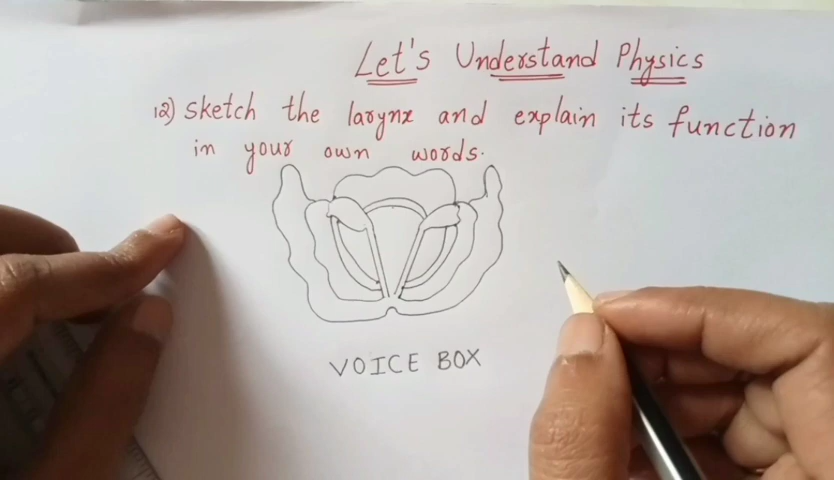 Let's Understand Physics
12) Sketch the larynx and explain its function
in your own words.
VOICE BOX